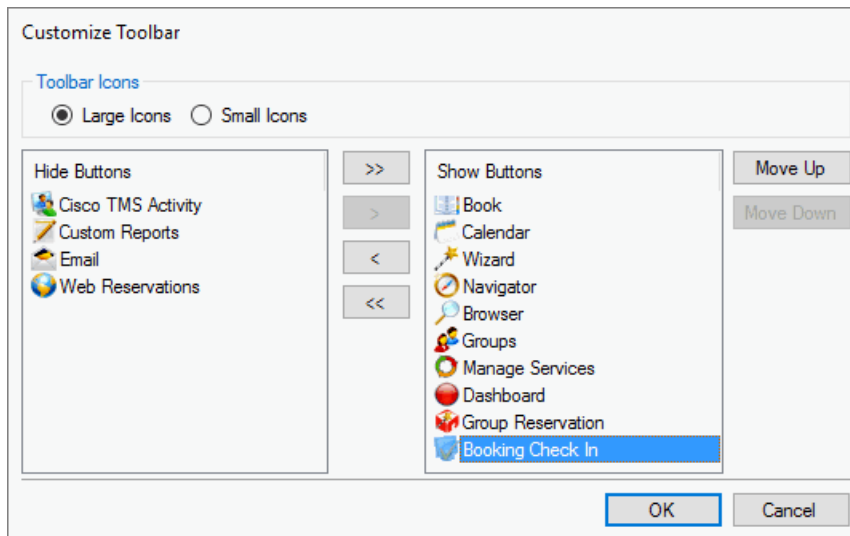 Customize Toolbar
Toolbar Icons
Large Icons
Small Icons
Hide Buttons
Cisco TMS Activity
Custom Reports
Email
Web Reservations
>>
>
<
<<
Show Buttons
Book
Calendar
Wizard
Navigator
Browser
Groups
Manage Services
Dashboard
Group Reservation
Booking Check In
Move Up
Move Down
OK
Cancel